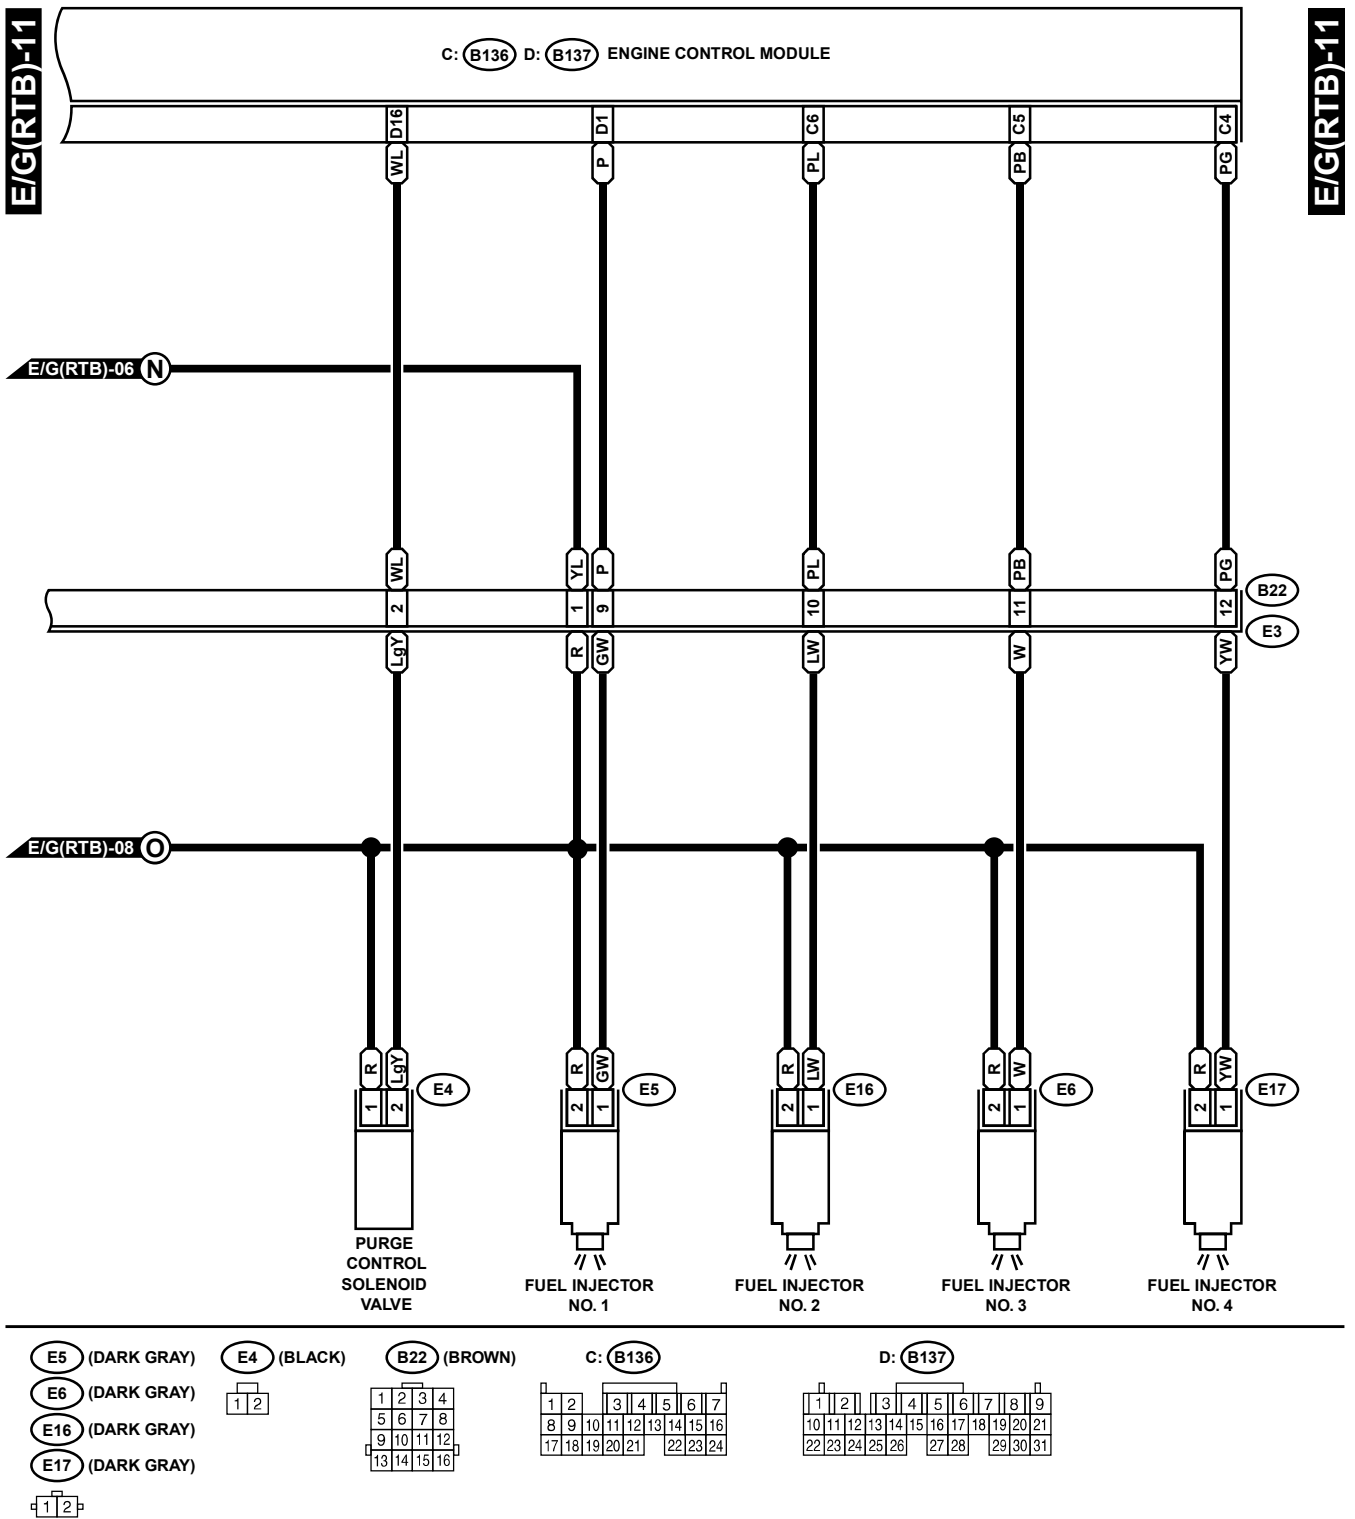 E/G(RTB)-11
E/G(RTB)-11
C: B136 D: B137 ENGINE CONTROL MODULE
D16 D1 C6 C5 C4
WL P PL PB PG
E/G(RTB)-06 N
WL YL P PL PB PG
2 1 9 10 11 12
B22
E3
LgY R GW LW W YW
E/G(RTB)-08 O
R LgY R GW R LW R W R YW
1 2 E4 2 1 E5 2 1 E16 2 1 E6 2 1 E17
PURGE
CONTROL
SOLENOID
VALVE
FUEL INJECTOR
NO. 1
FUEL INJECTOR
NO. 2
FUEL INJECTOR
NO. 3
FUEL INJECTOR
NO. 4
E5 (DARK GRAY)
E6 (DARK GRAY)
E16 (DARK GRAY)
E17 (DARK GRAY)
1 2
E4 (BLACK)
1 2
B22 (BROWN)
1 2 3 4
5 6 7 8
9 10 11 12
13 14 15 16
C: B136
1 2 3 4 5 6 7
8 9 10 11 12 13 14 15 16
17 18 19 20 21 22 23 24
D: B137
1 2 3 4 5 6 7 8 9
10 11 12 13 14 15 16 17 18 19 20 21
22 23 24 25 26 27 28 29 30 31